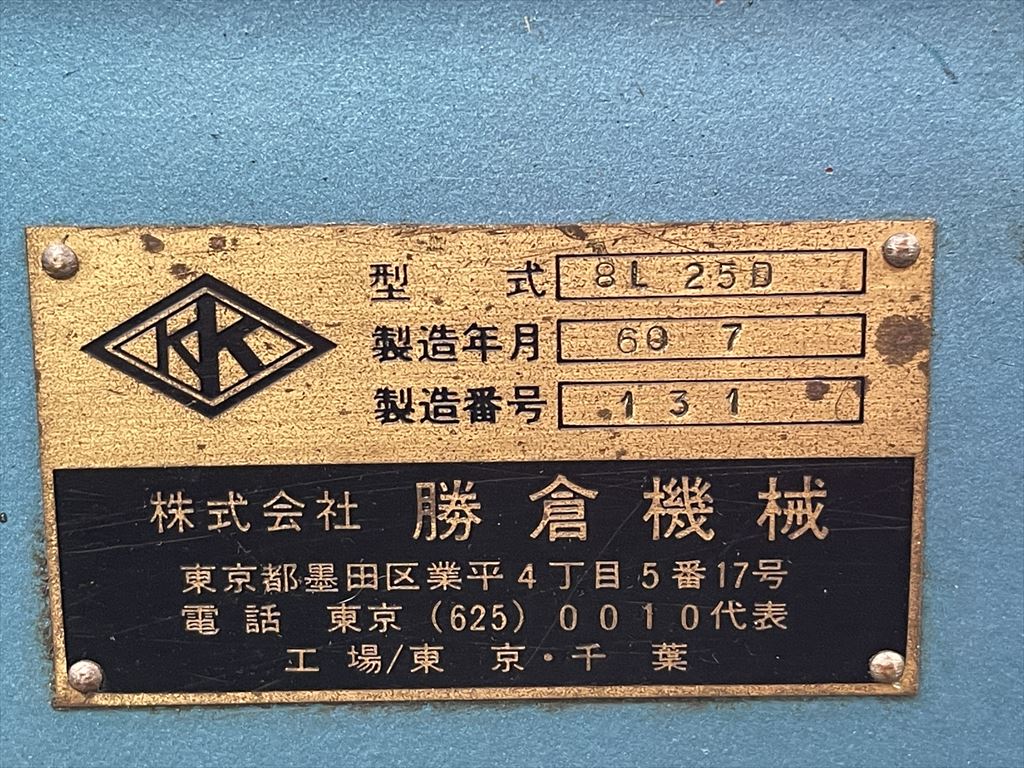 KK
型式 8L 25D
製造年月 60 7
製造番号 131
株式会社 勝倉機械
東京都墨田区業平4丁目5番17号
電話 東京(625)0010代表
工場/東京・千葉